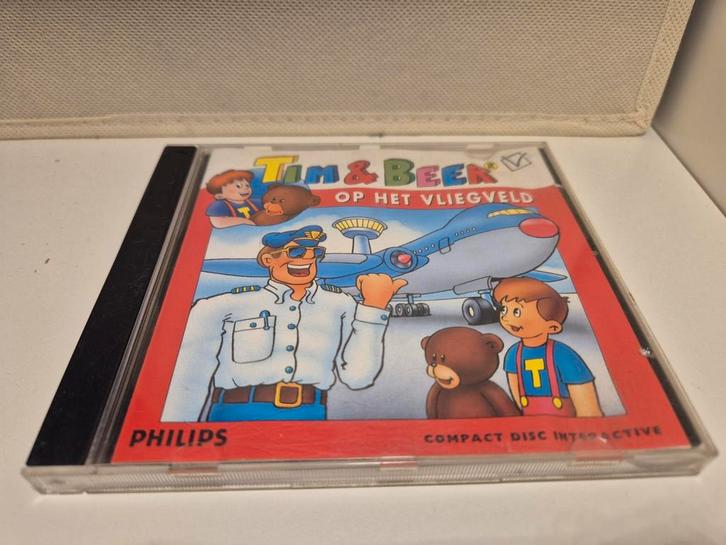 TIM & BEER®
OP HET VLIEGVELD
T
T
PHILIPS
COMPACT DISC INTERACTIVE